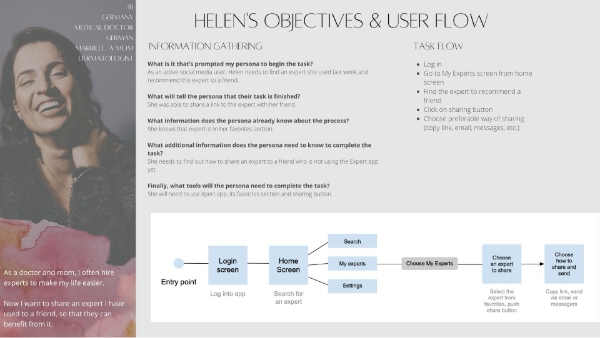 HELEN'S OBJECTIVES & USER FLOW
GERMANY
MEDICAL DOCTOR
GERMAN
MARRIED, A MOM
DERMATOLOGIST
As a doctor and mom, I often hire
experts to make my life easier.
Now I want to share an expert I have
used to a friend, so that they can
benefit from it.
INFORMATION GATHERING
What is it that's prompted my persona to begin the task?
As an active social media user, Helen needs to find an expert she used last week and
recommend this expert to a friend.
What will tell the persona that their task is finished?
She was able to share a link to the expert with her friend.
What information does the persona already know about the process?
She knows that expert is in her favorites section.
What additional information does the persona need to know to complete the
task?
She needs to find out how to share an expert to a friend who is not using the Expert app
yet.
Finally, what tools will the persona need to complete the task?
She will need to use Xpert app, its favorites section and sharing button.
TASK FLOW
Log in
Go to My Experts screen from home
screen
Find the expert to recommend a
friend
Click on sharing button
Choose preferable way of sharing
(copy link, email, messages, etc.)
Entry point
Login
screen
Log into app
Home
Screen
Search for
an expert
Search
My experts
Settings
Choose My Experts
Choose
an expert
to share
Select the
expert from
favorites, push
share button
Choose
how to
share and
send
Copy link, send
via email or
messagers